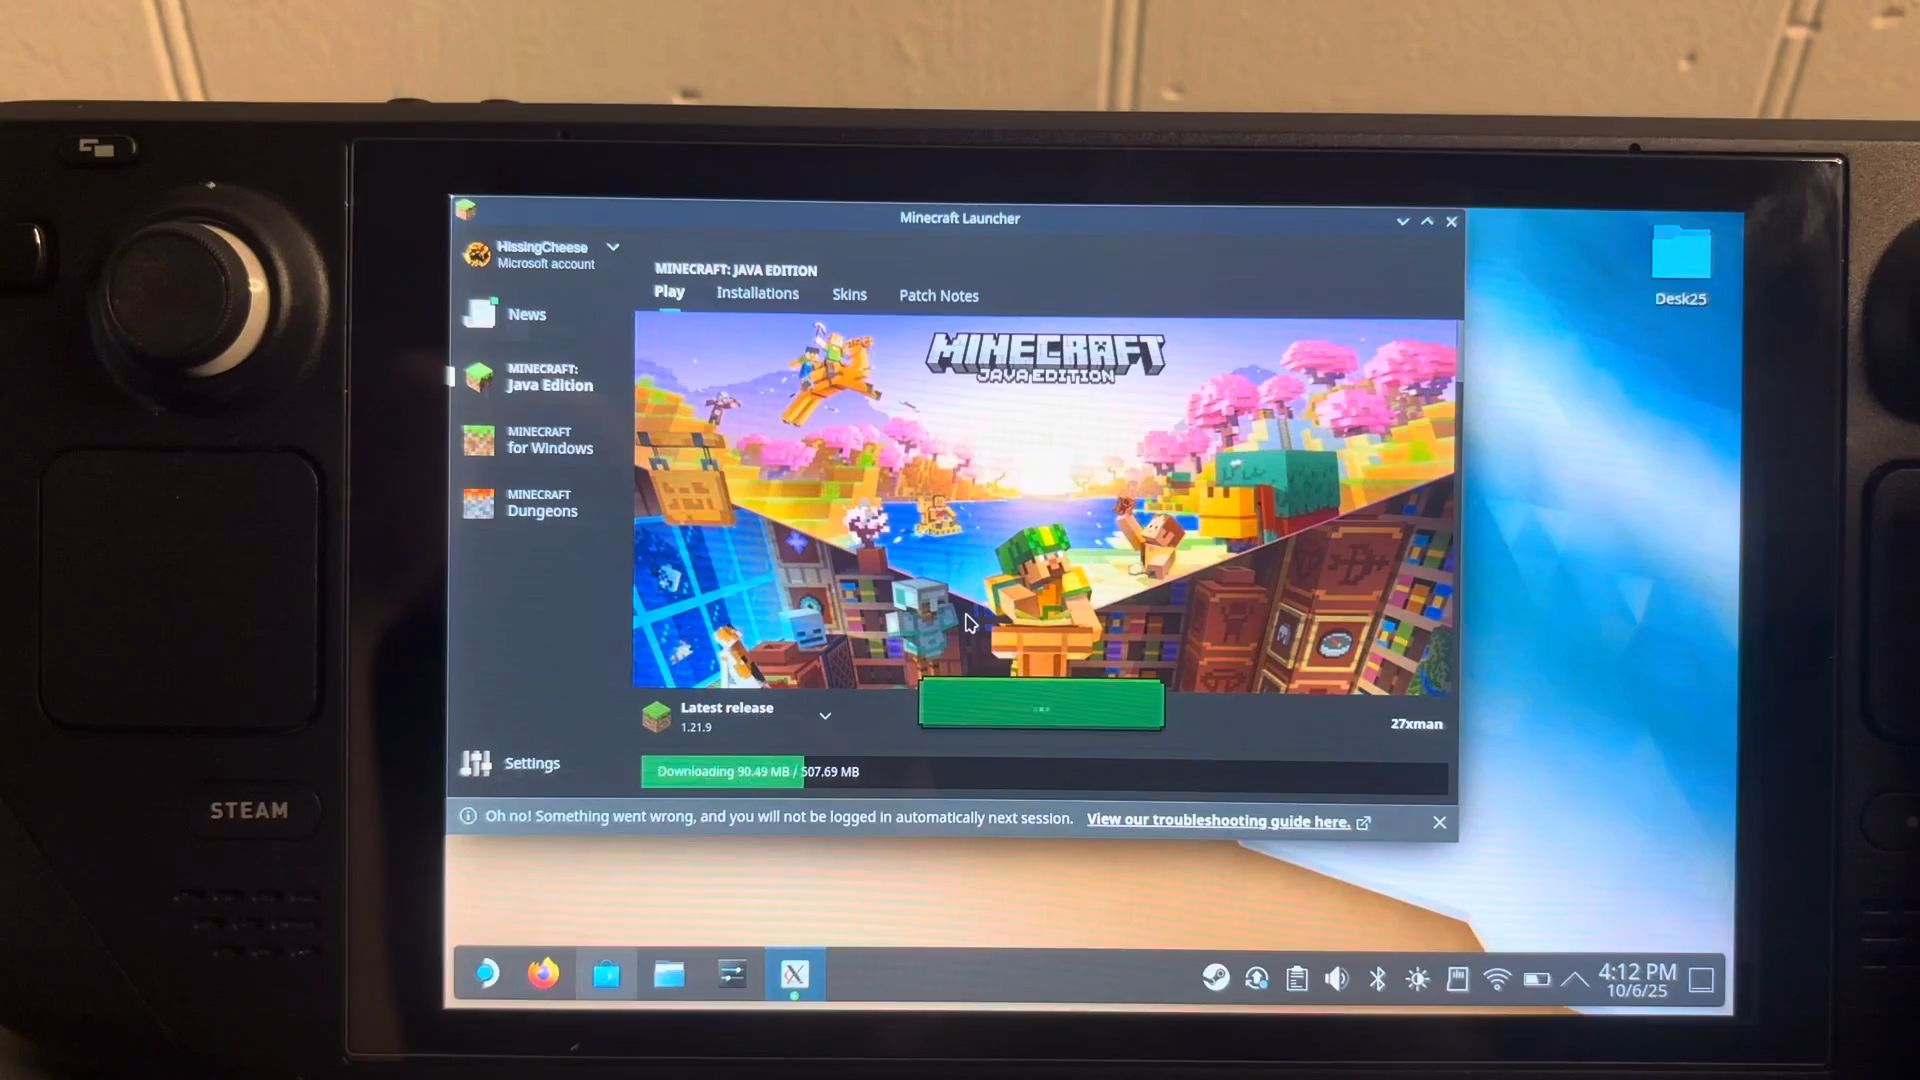 Minecraft Launcher
HissingCheese
Microsoft account
News
MINECRAFT:
Java Edition
MINECRAFT
for Windows
MINECRAFT
Dungeons
Settings
MINECRAFT: JAVA EDITION
Play Installations Skins Patch Notes
MINECRAFT
JAVA EDITION
Latest release
1.21.9
27xman
Downloading 90.49 MB / 507.69 MB
Oh no! Something went wrong, and you will not be logged in automatically next session. View our troubleshooting guide here.
Desk25
STEAM
4:12 PM
10/6/25